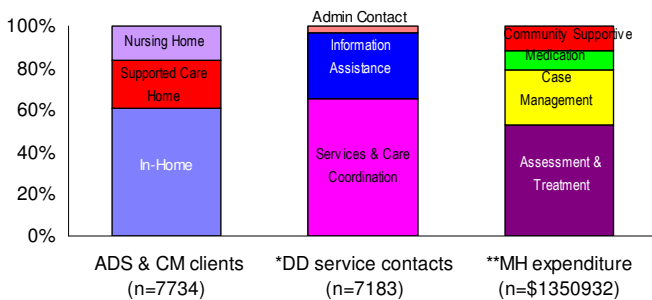 100%
80%
60%
40%
20%
0%
Nursing Home
Supported Care
Home
In-Home
Admin Contact
Information
Assistance
Services & Care
Coordination
Community Supportive
Medication
Case
Management
Assessment &
Treatment
ADS & CM clients
(n=7734)
*DD service contacts
(n=7183)
**MH expenditure
(n=$1350932)